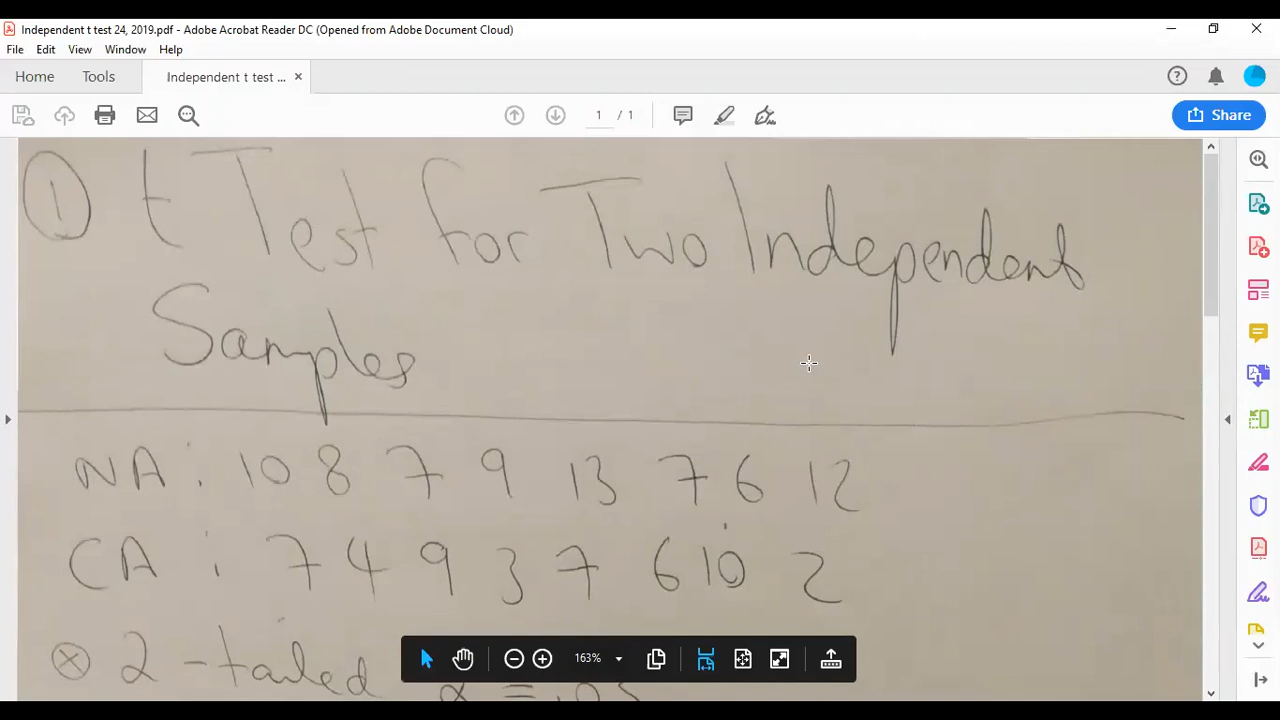 Independent t test 24, 2019.pdf - Adobe Acrobat Reader DC (Opened from Adobe Document Cloud)
File Edit View Window Help
Home Tools Independent t test ...
1 / 1
Share
① t Test for Two Independent
Samples
NA: 10 8 7 9 13 7 6 12
CA: 7 4 9 3 7 6 10 2
2-tailed α = .05
163%